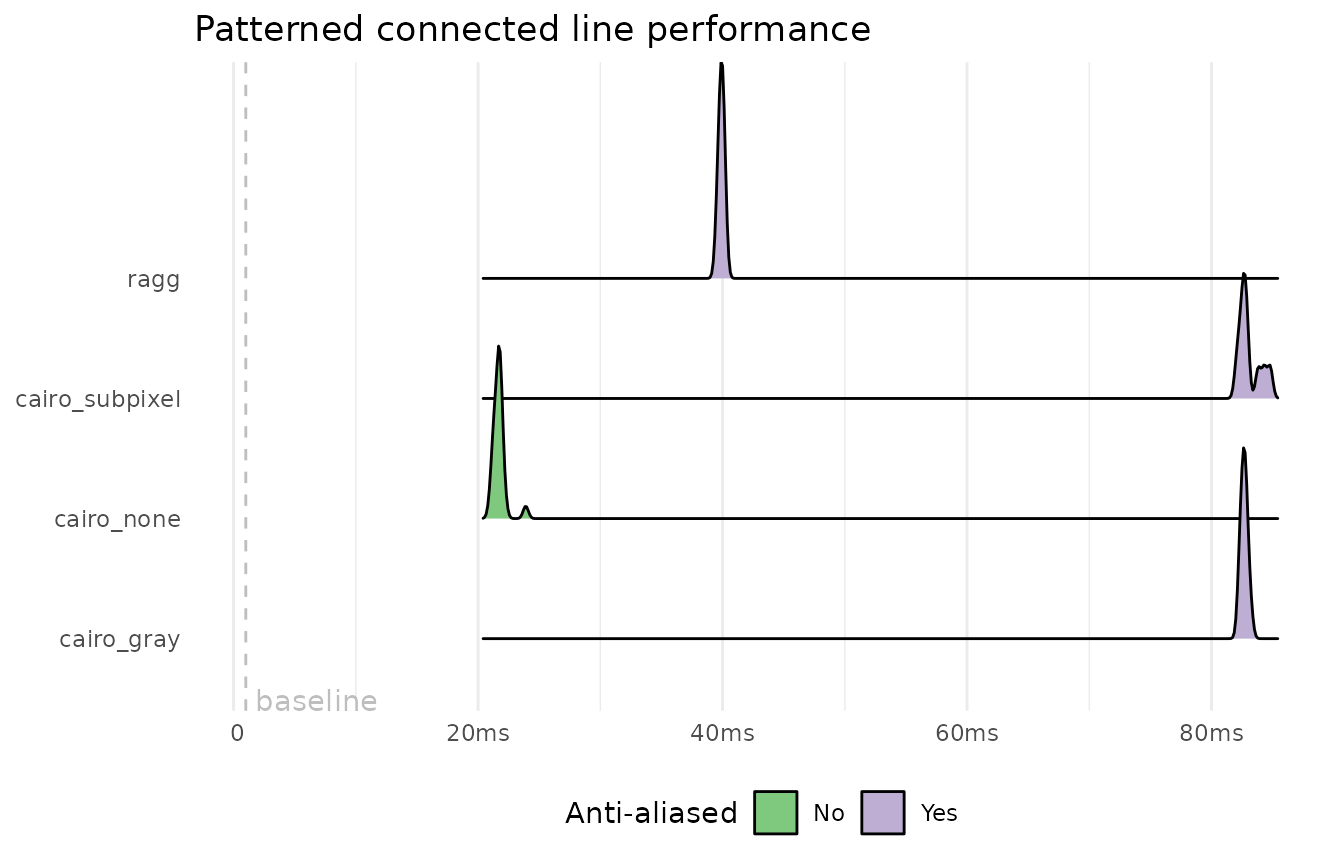 Patterned connected line performance
ragg
cairo_subpixel
cairo_none
cairo_gray
baseline
0 20ms 40ms 60ms 80ms
Anti-aliased No Yes